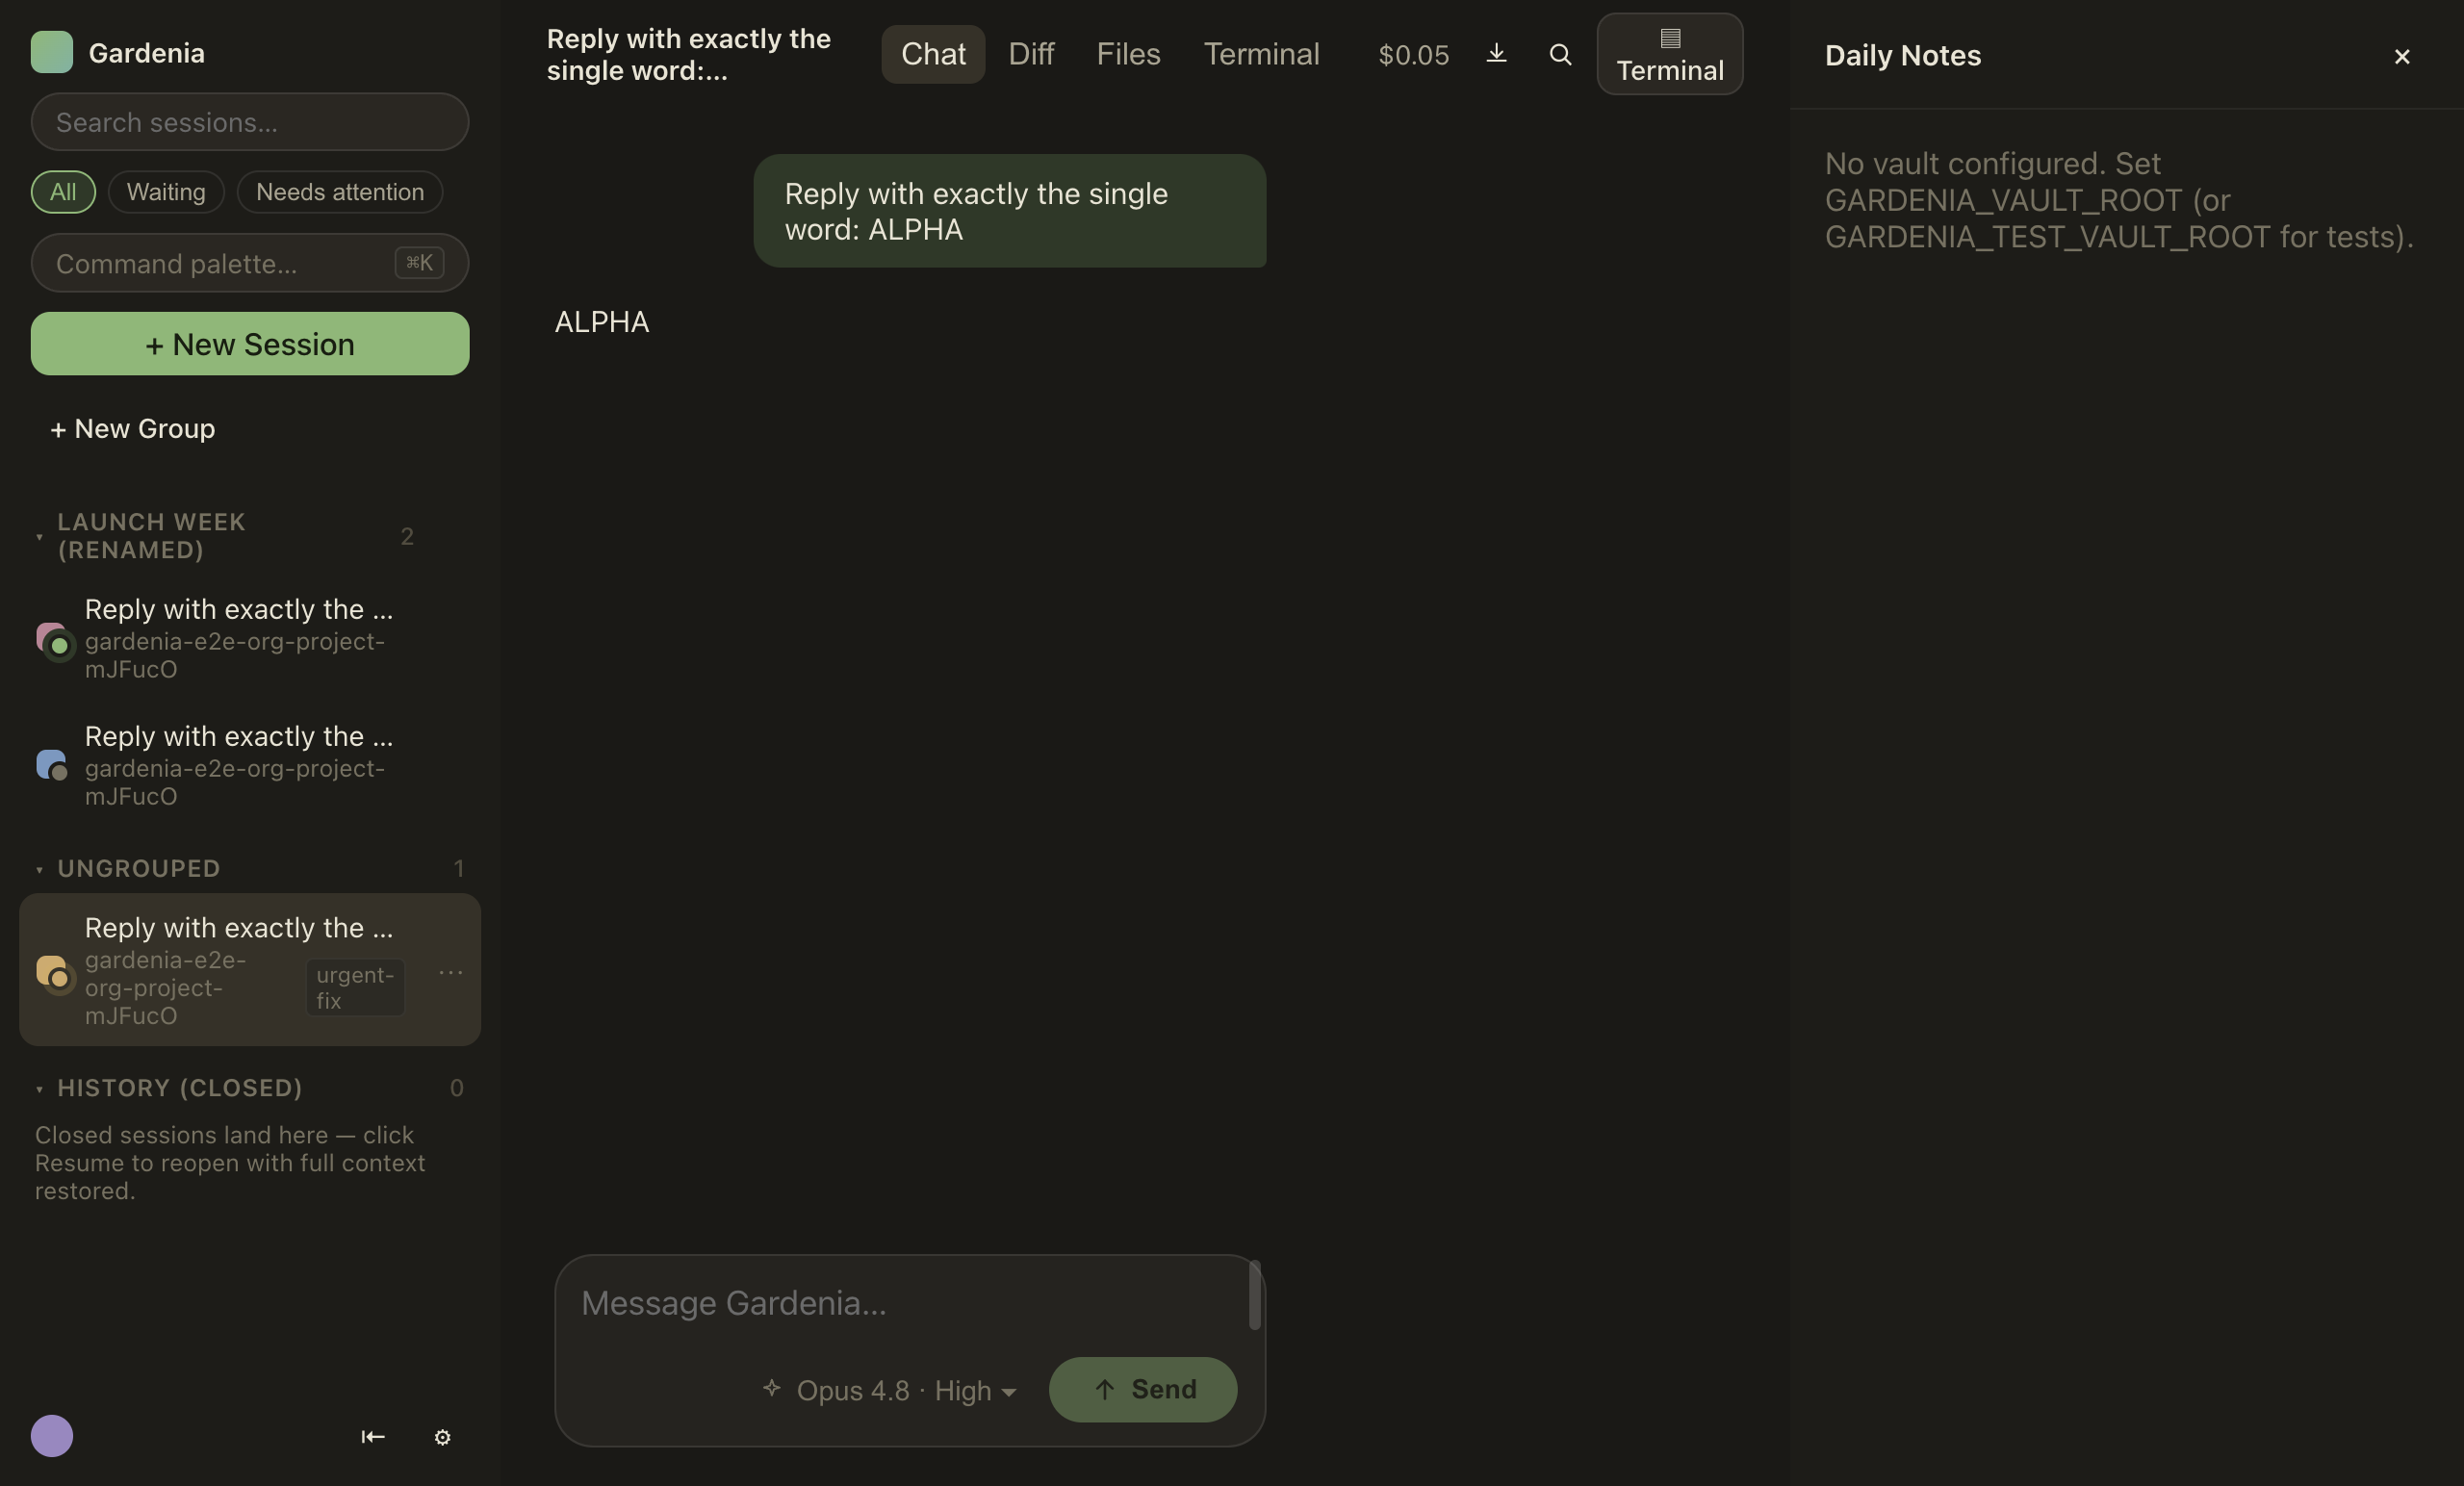 Gardenia
Search sessions...
All
Waiting
Needs attention
Command palette...
⌘K
+ New Session
+ New Group
▾ LAUNCH WEEK
(RENAMED)
2
Reply with exactly the ...
gardenia-e2e-org-project-
mJFucO
Reply with exactly the ...
gardenia-e2e-org-project-
mJFucO
▾ UNGROUPED
1
Reply with exactly the ...
gardenia-e2e-
org-project-
mJFucO
urgent-
fix
...
▾ HISTORY (CLOSED)
0
Closed sessions land here — click
Resume to reopen with full context
restored.
Reply with exactly the
single word:...
Chat
Diff
Files
Terminal
$0.05
Terminal
Reply with exactly the single
word: ALPHA
ALPHA
Message Gardenia...
Opus 4.8 · High
↑ Send
Daily Notes
×
No vault configured. Set
GARDENIA_VAULT_ROOT (or
GARDENIA_TEST_VAULT_ROOT for tests).